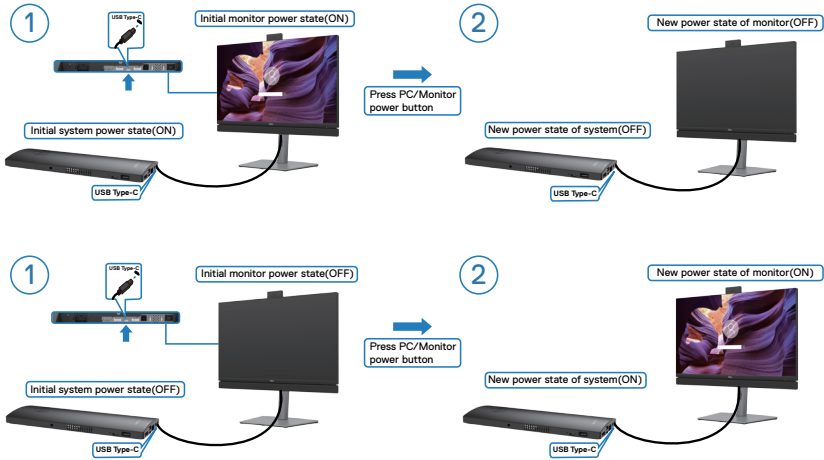 1
USB Type-C
Initial monitor power state(ON)
Initial system power state(ON)
USB Type-C
Press PC/Monitor
power button
2
New power state of monitor(OFF)
New power state of system(OFF)
USB Type-C
1
USB Type-C
Initial monitor power state(OFF)
Initial system power state(OFF)
USB Type-C
Press PC/Monitor
power button
2
New power state of monitor(ON)
New power state of system(ON)
USB Type-C